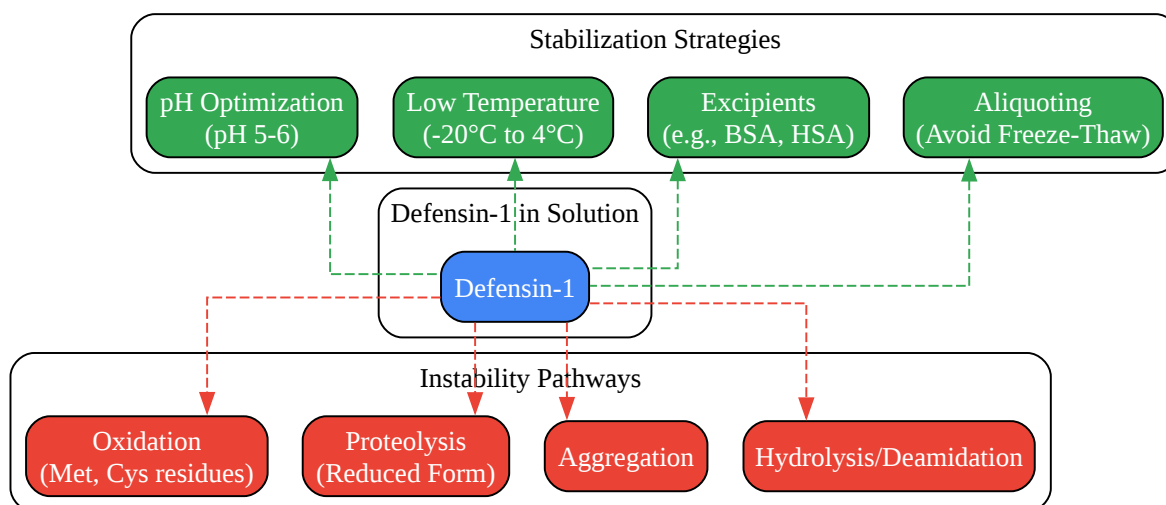 Stabilization Strategies
pH Optimization
(pH 5-6)
Low Temperature
(-20°C to 4°C)
Excipients
(e.g., BSA, HSA)
Aliquoting
(Avoid Freeze-Thaw)
Defensin-1 in Solution
Defensin-1
Instability Pathways
Oxidation
(Met, Cys residues)
Proteolysis
(Reduced Form)
Aggregation
Hydrolysis/Deamidation